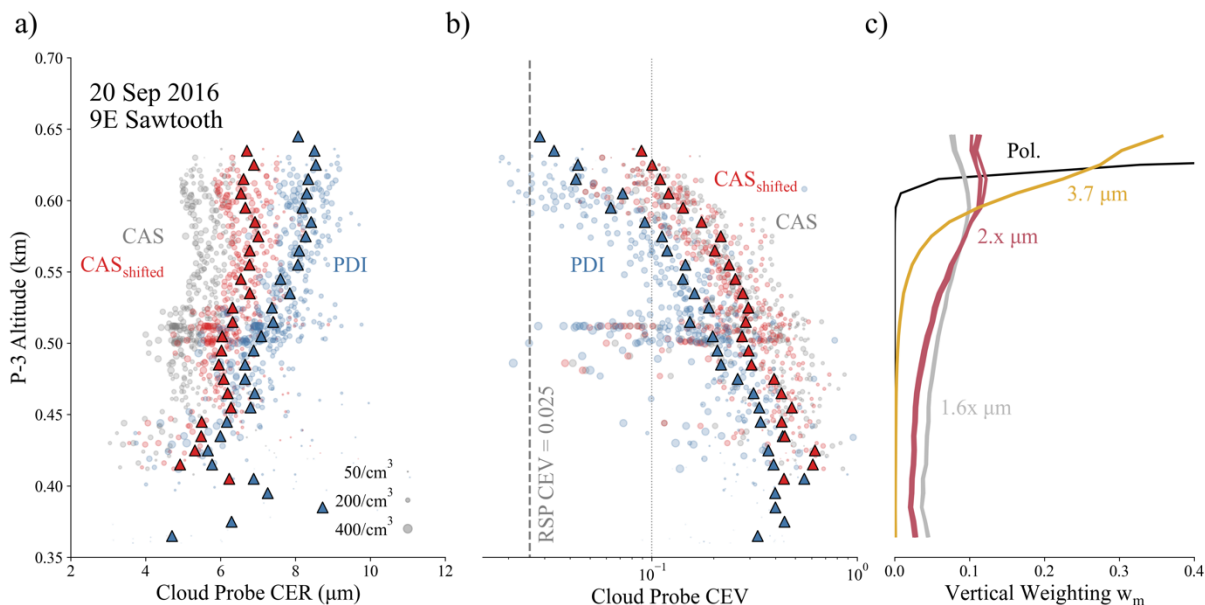 a)
20 Sep 2016
9E Sawtooth
CAS
CAS_shifted
PDI
50/cm³
200/cm³
400/cm³
P-3 Altitude (km)
0.70
0.65
0.60
0.55
0.50
0.45
0.40
0.35
2 4 6 8 10 12
Cloud Probe CER (μm)
b)
CAS_shifted
CAS
PDI
RSP CEV = 0.025
10⁻¹ 10⁰
Cloud Probe CEV
c)
Pol.
3.7 μm
2.x μm
1.6x μm
0.0 0.1 0.2 0.3 0.4
Vertical Weighting w_m